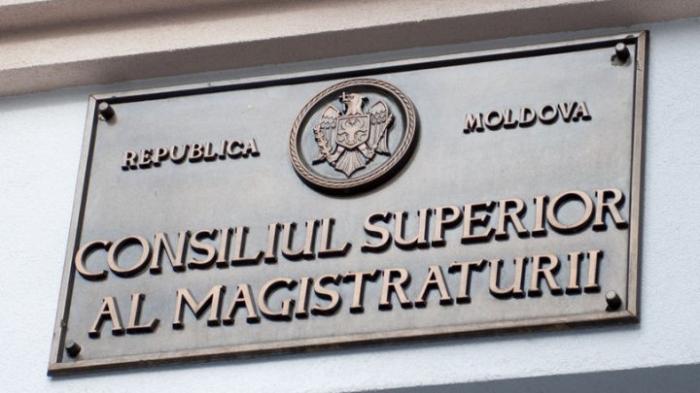 REPUBLICA MOLDOVA
CONSILIUL SUPERIOR
AL MAGISTRATURII